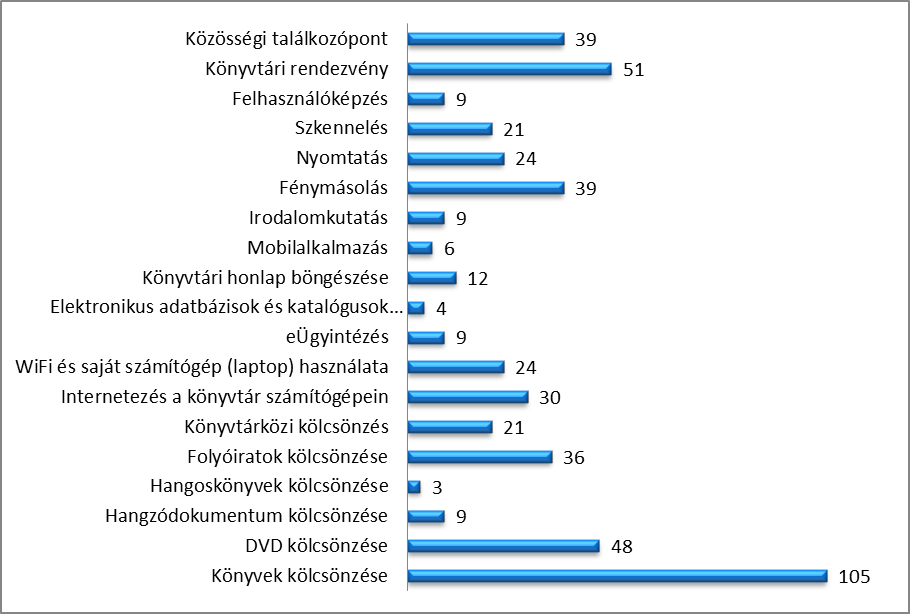 Közösségi találkozópont 39
Könyvtári rendezvény 51
Felhasználóképzés 9
Szkennelés 21
Nyomtatás 24
Fénymásolás 39
Irodalomkutatás 9
Mobilalkalmazás 6
Könyvtári honlap böngészése 12
Elektronikus adatbázisok és katalógusok... 4
eÜgyintézés 9
WiFi és saját számítógép (laptop) használata 24
Internetezés a könyvtár számítógépein 30
Könyvtárközi kölcsönzés 21
Folyóiratok kölcsönzése 36
Hangoskönyvek kölcsönzése 3
Hangzódokumentum kölcsönzése 9
DVD kölcsönzése 48
Könyvek kölcsönzése 105